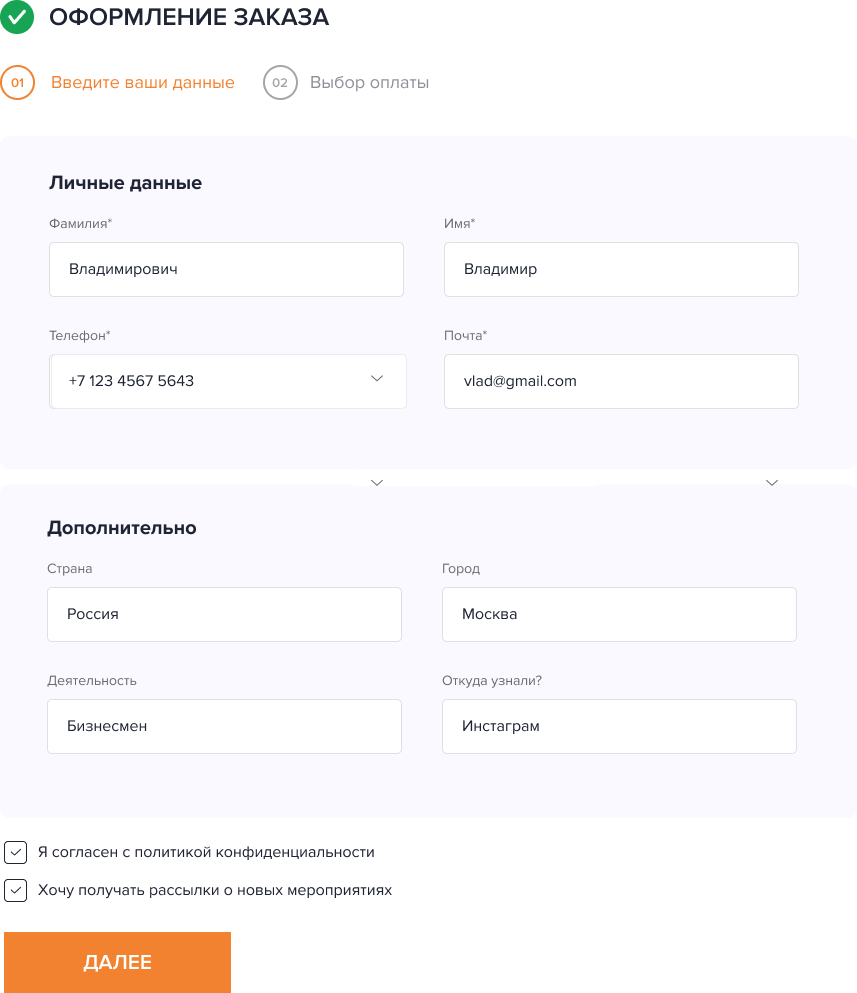 ОФОРМЛЕНИЕ ЗАКАЗА
01 Введите ваши данные 02 Выбор оплаты
Личные данные
Фамилия* Имя*
Владимирович Владимир
Телефон* Почта*
+7 123 4567 5643 vlad@gmail.com
Дополнительно
Страна Город
Россия Москва
Деятельность Откуда узнали?
Бизнесмен Инстаграм
Я согласен с политикой конфиденциальности
Хочу получать рассылки о новых мероприятиях
ДАЛЕЕ